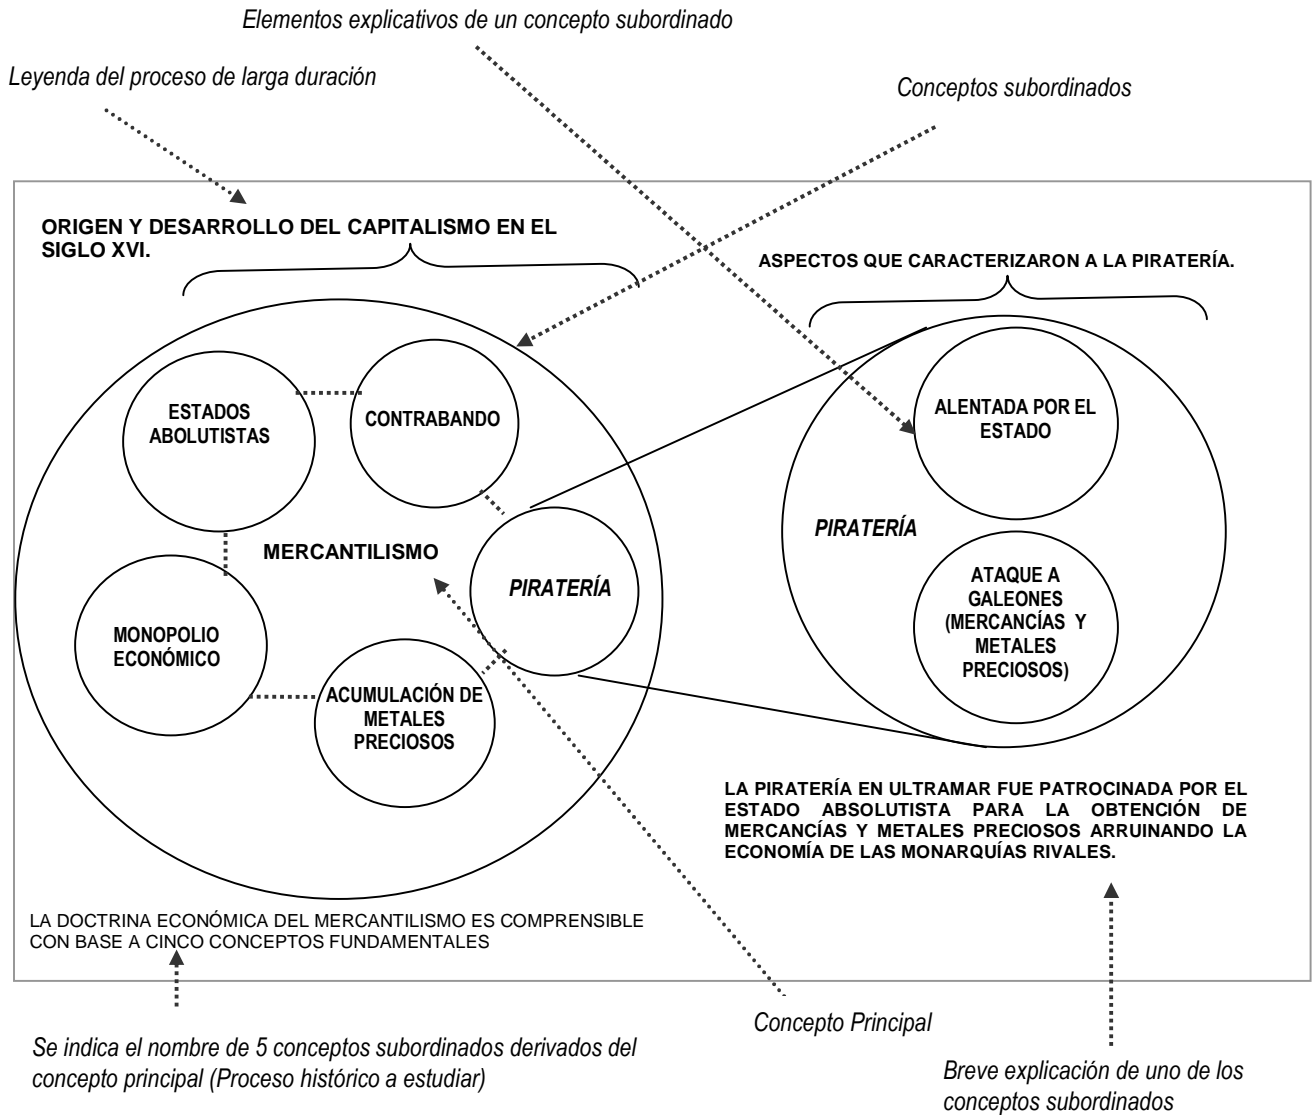 Elementos explicativos de un concepto subordinado
Leyenda del proceso de larga duración
Conceptos subordinados
ORIGEN Y DESARROLLO DEL CAPITALISMO EN EL
SIGLO XVI.
ASPECTOS QUE CARACTERIZARON A LA PIRATERÍA.
ESTADOS
ABOLUTISTAS
CONTRABANDO
MERCANTILISMO
PIRATERÍA
MONOPOLIO
ECONÓMICO
ACUMULACIÓN DE
METALES
PRECIOSOS
ALENTADA POR EL
ESTADO
PIRATERÍA
ATAQUE A
GALEONES
(MERCANCÍAS Y
METALES
PRECIOSOS)
LA PIRATERÍA EN ULTRAMAR FUE PATROCINADA POR EL
ESTADO ABSOLUTISTA PARA LA OBTENCIÓN DE
MERCANCÍAS Y METALES PRECIOSOS ARRUINANDO LA
ECONOMÍA DE LAS MONARQUÍAS RIVALES.
LA DOCTRINA ECONÓMICA DEL MERCANTILISMO ES COMPRENSIBLE
CON BASE A CINCO CONCEPTOS FUNDAMENTALES
Concepto Principal
Se indica el nombre de 5 conceptos subordinados derivados del
concepto principal (Proceso histórico a estudiar)
Breve explicación de uno de los
conceptos subordinados